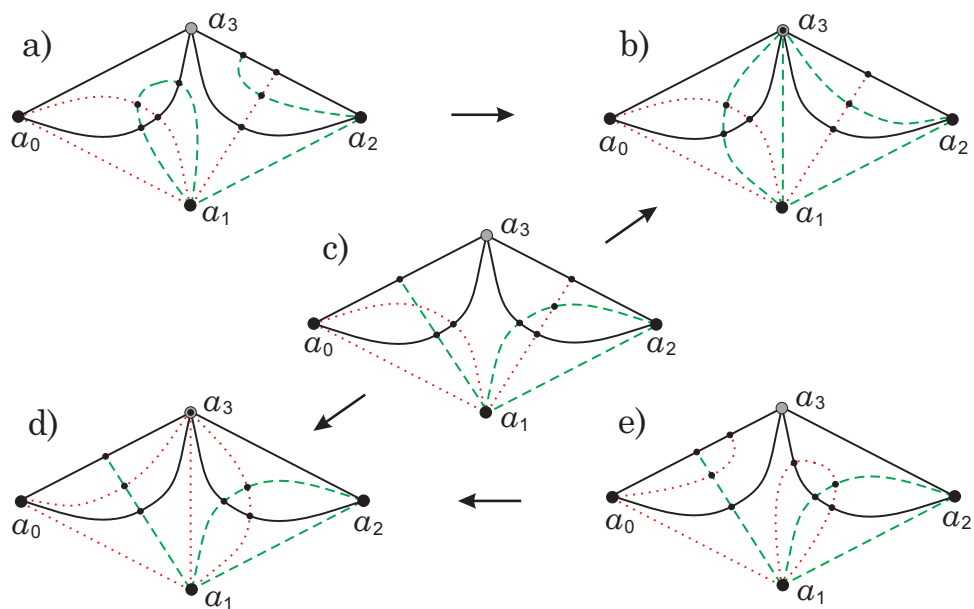 a) a₃ b) a₃
a₀ a₂ a₀ a₂
a₁ a₁
c) a₃
a₀ a₂
d) a₃ a₁ e) a₃
a₀ a₂ a₀ a₂
a₁ a₁